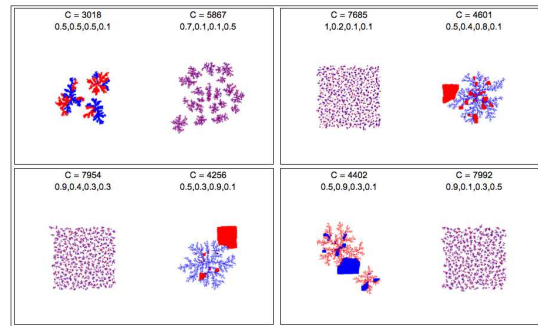 C = 3018
0.5,0.5,0.5,0.1
C = 5867
0.7,0.1,0.1,0.5
C = 7685
1,0.2,0.1,0.1
C = 4601
0.5,0.4,0.8,0.1
C = 7954
0.9,0.4,0.3,0.3
C = 4256
0.5,0.3,0.9,0.1
C = 4402
0.5,0.9,0.3,0.1
C = 7992
0.9,0.1,0.3,0.5